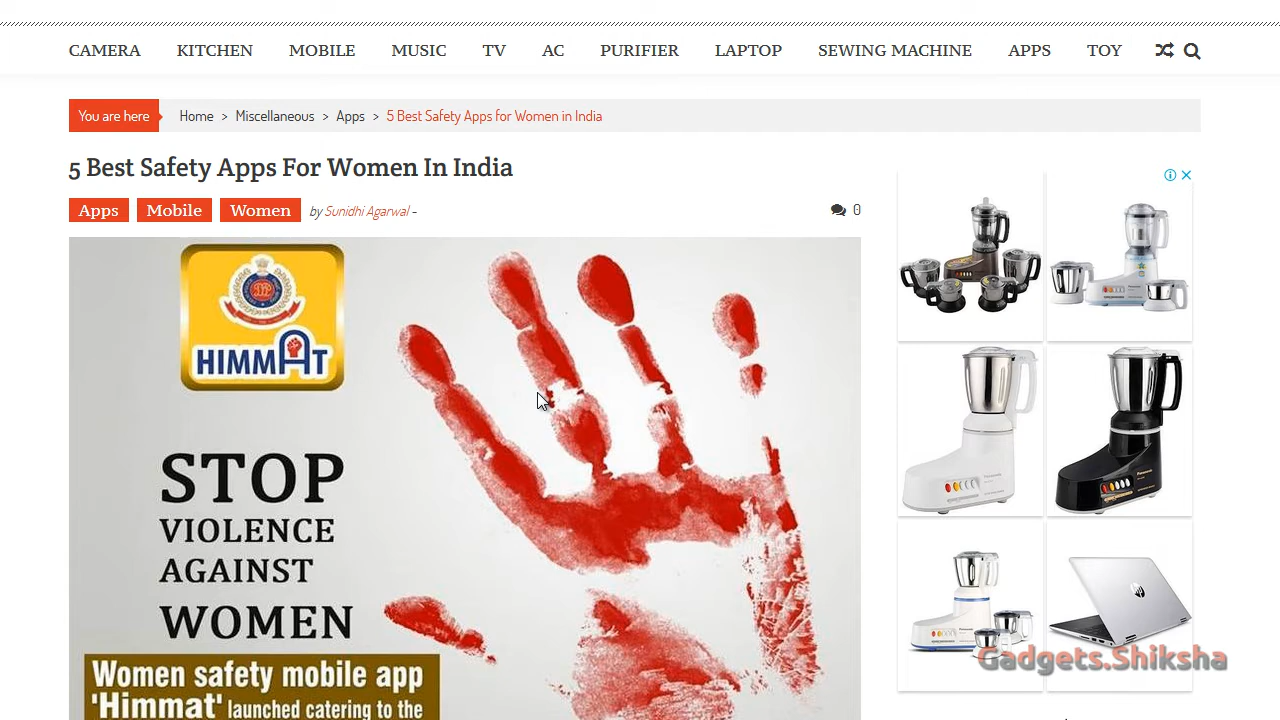 CAMERA KITCHEN MOBILE MUSIC TV AC PURIFIER LAPTOP SEWING MACHINE APPS TOY
You are here Home > Miscellaneous > Apps > 5 Best Safety Apps for Women in India
5 Best Safety Apps For Women In India
Apps Mobile Women by Sunidhi Agarwal - 0
HIMMAT
STOP
VIOLENCE
AGAINST
WOMEN
Women safety mobile app
'Himmat' launched catering to the
Gadgets.Shiksha